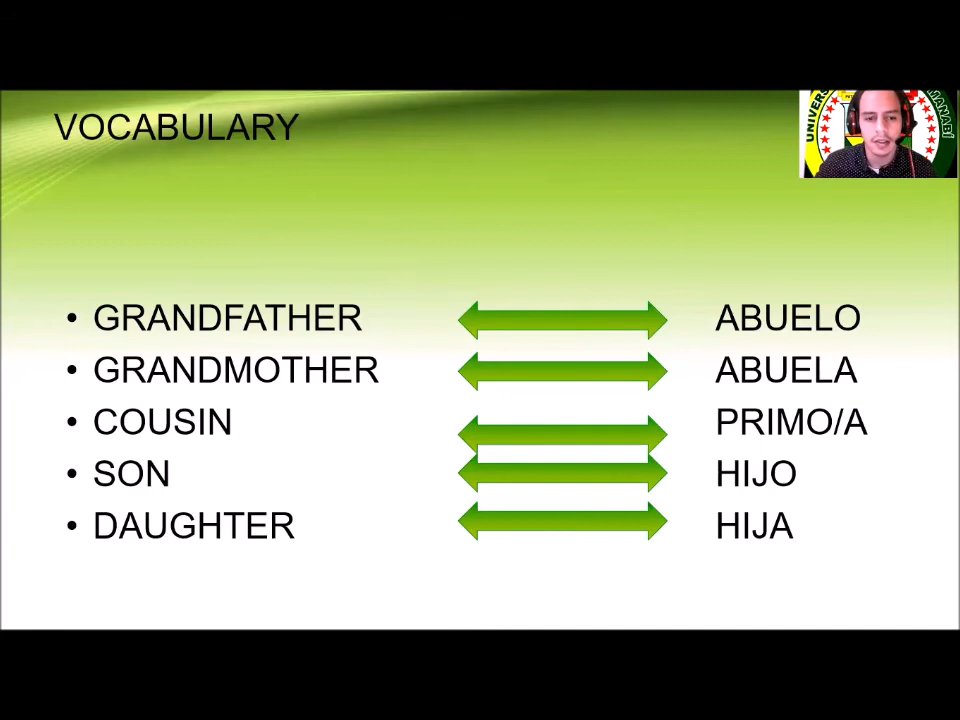 VOCABULARY
• GRANDFATHER ABUELO
• GRANDMOTHER ABUELA
• COUSIN PRIMO/A
• SON HIJO
• DAUGHTER HIJA